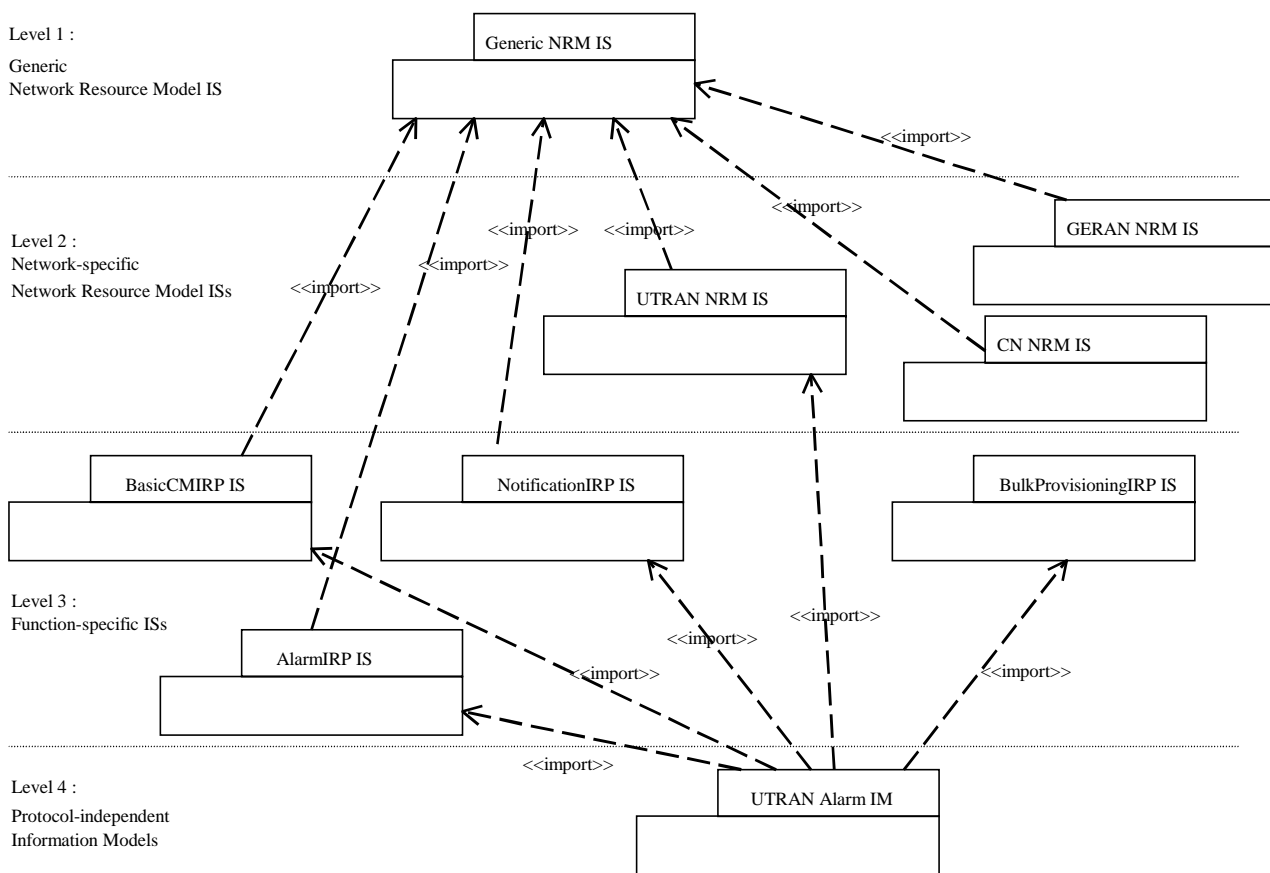 Level 1 :
Generic
Network Resource Model IS
Generic NRM IS
<<import>>
Level 2 :
Network-specific
Network Resource Model ISs
<<import>>
<<import>>
<<import>>
<<import>>
<<import>>
GERAN NRM IS
UTRAN NRM IS
CN NRM IS
BasicCMIRP IS
NotificationIRP IS
BulkProvisioningIRP IS
Level 3 :
Function-specific ISs
<<import>>
<<import>>
<<import>>
<<import>>
AlarmIRP IS
<<import>>
Level 4 :
Protocol-independent
Information Models
UTRAN Alarm IM